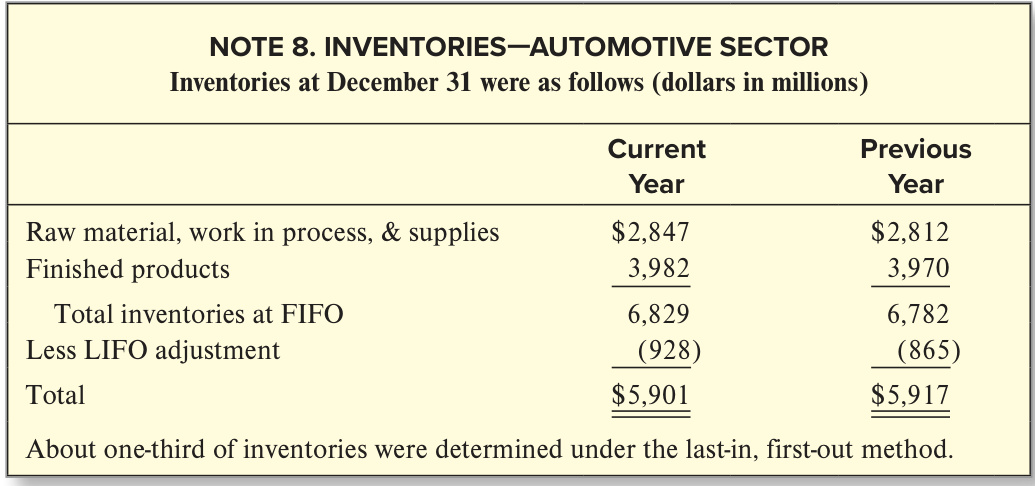 NOTE 8. INVENTORIES—AUTOMOTIVE SECTOR
Inventories at December 31 were as follows (dollars in millions)
Current Year Previous Year
Raw material, work in process, & supplies $2,847 $2,812
Finished products 3,982 3,970
Total inventories at FIFO 6,829 6,782
Less LIFO adjustment (928) (865)
Total $5,901 $5,917
About one-third of inventories were determined under the last-in, first-out method.